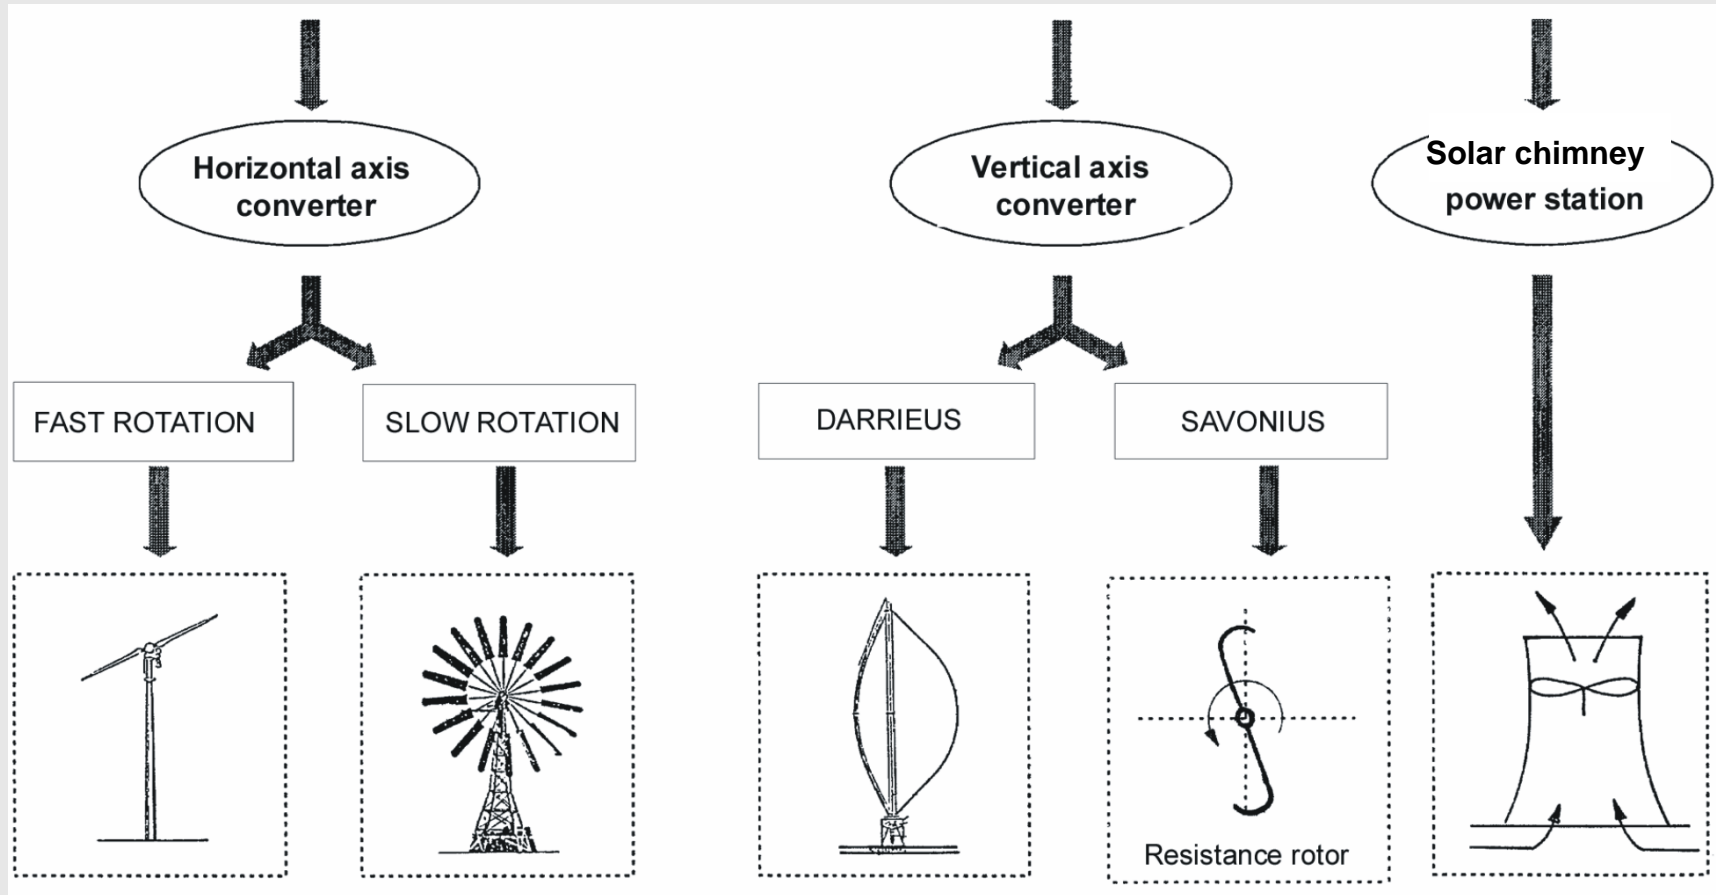 Horizontal axis
converter
Vertical axis
converter
Solar chimney
power station
FAST ROTATION
SLOW ROTATION
DARRIEUS
SAVONIUS
Resistance rotor